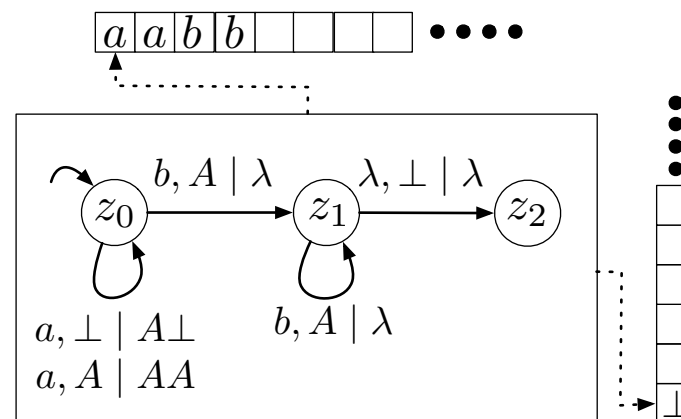 a a b b
b, A | λ
λ, ⊥ | λ
z₀
z₁
z₂
a, ⊥ | A⊥
a, A | AA
b, A | λ
⊥